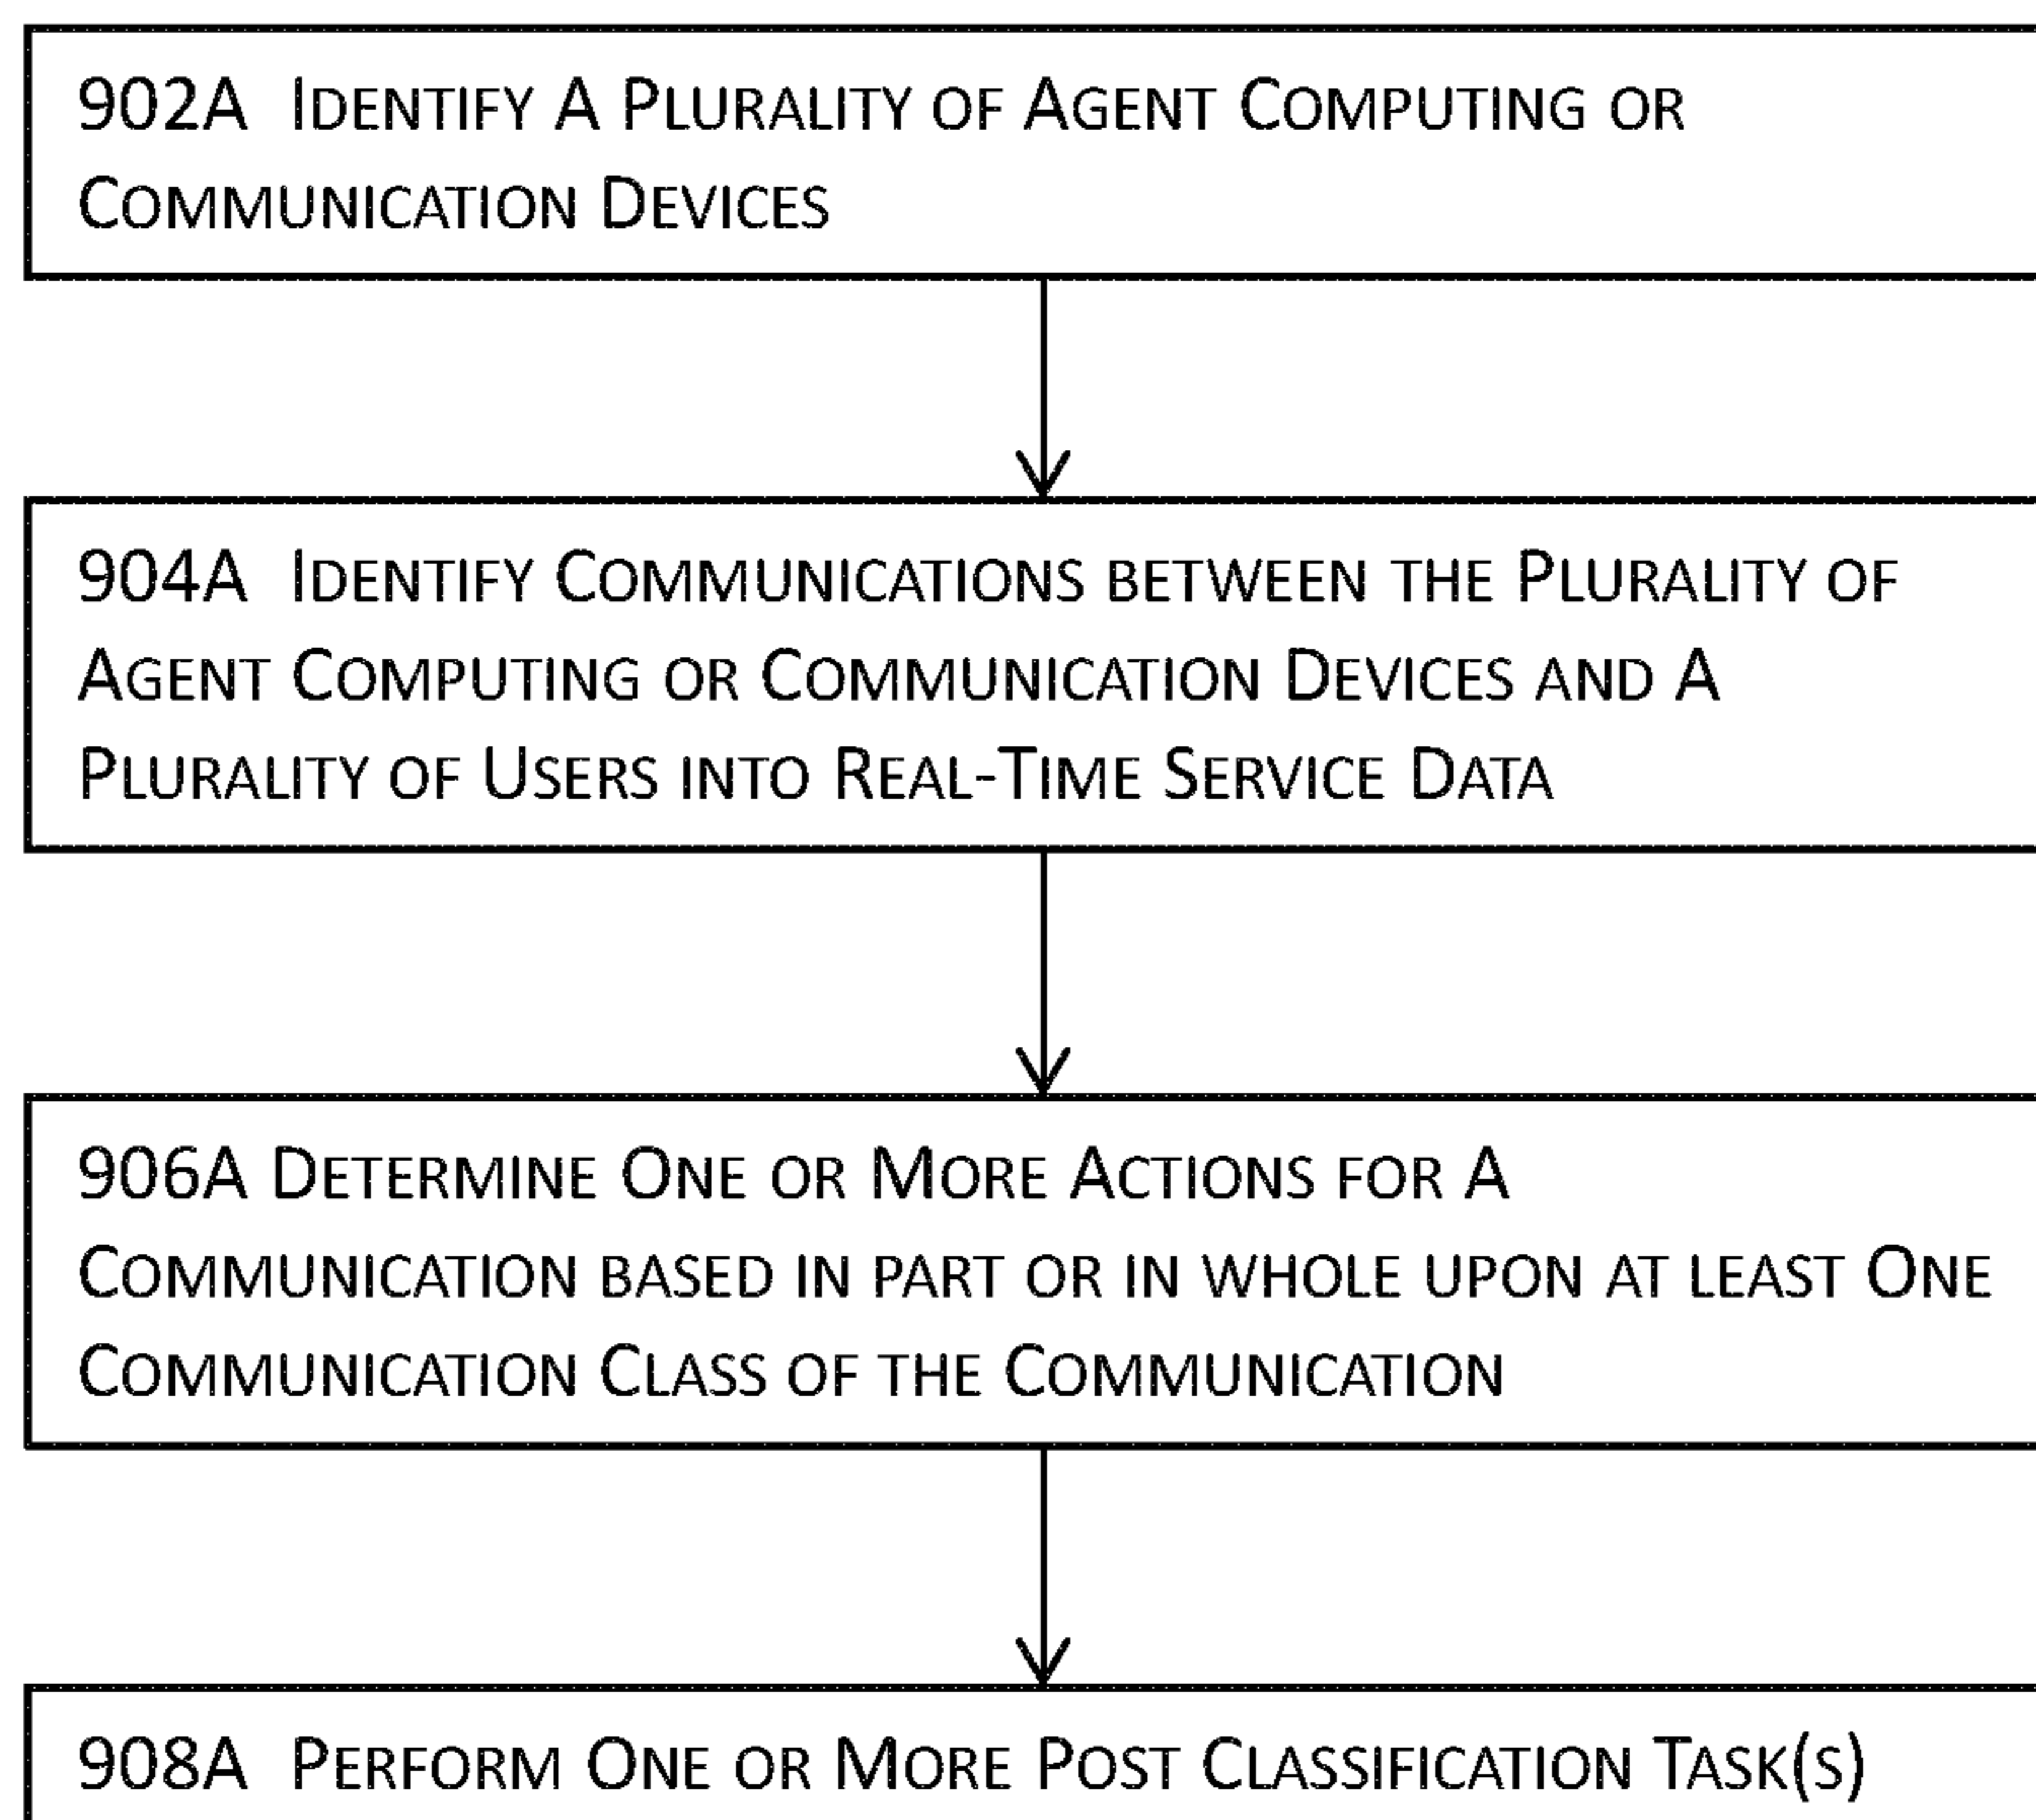 902A Identify A Plurality of Agent Computing or
Communication Devices
904A Identify Communications between the Plurality of
Agent Computing or Communication Devices and A
Plurality of Users into Real-Time Service Data
906A Determine One or More Actions for A
Communication based in part or in whole upon at least One
Communication Class of the Communication
908A Perform One or More Post Classification Task(s)